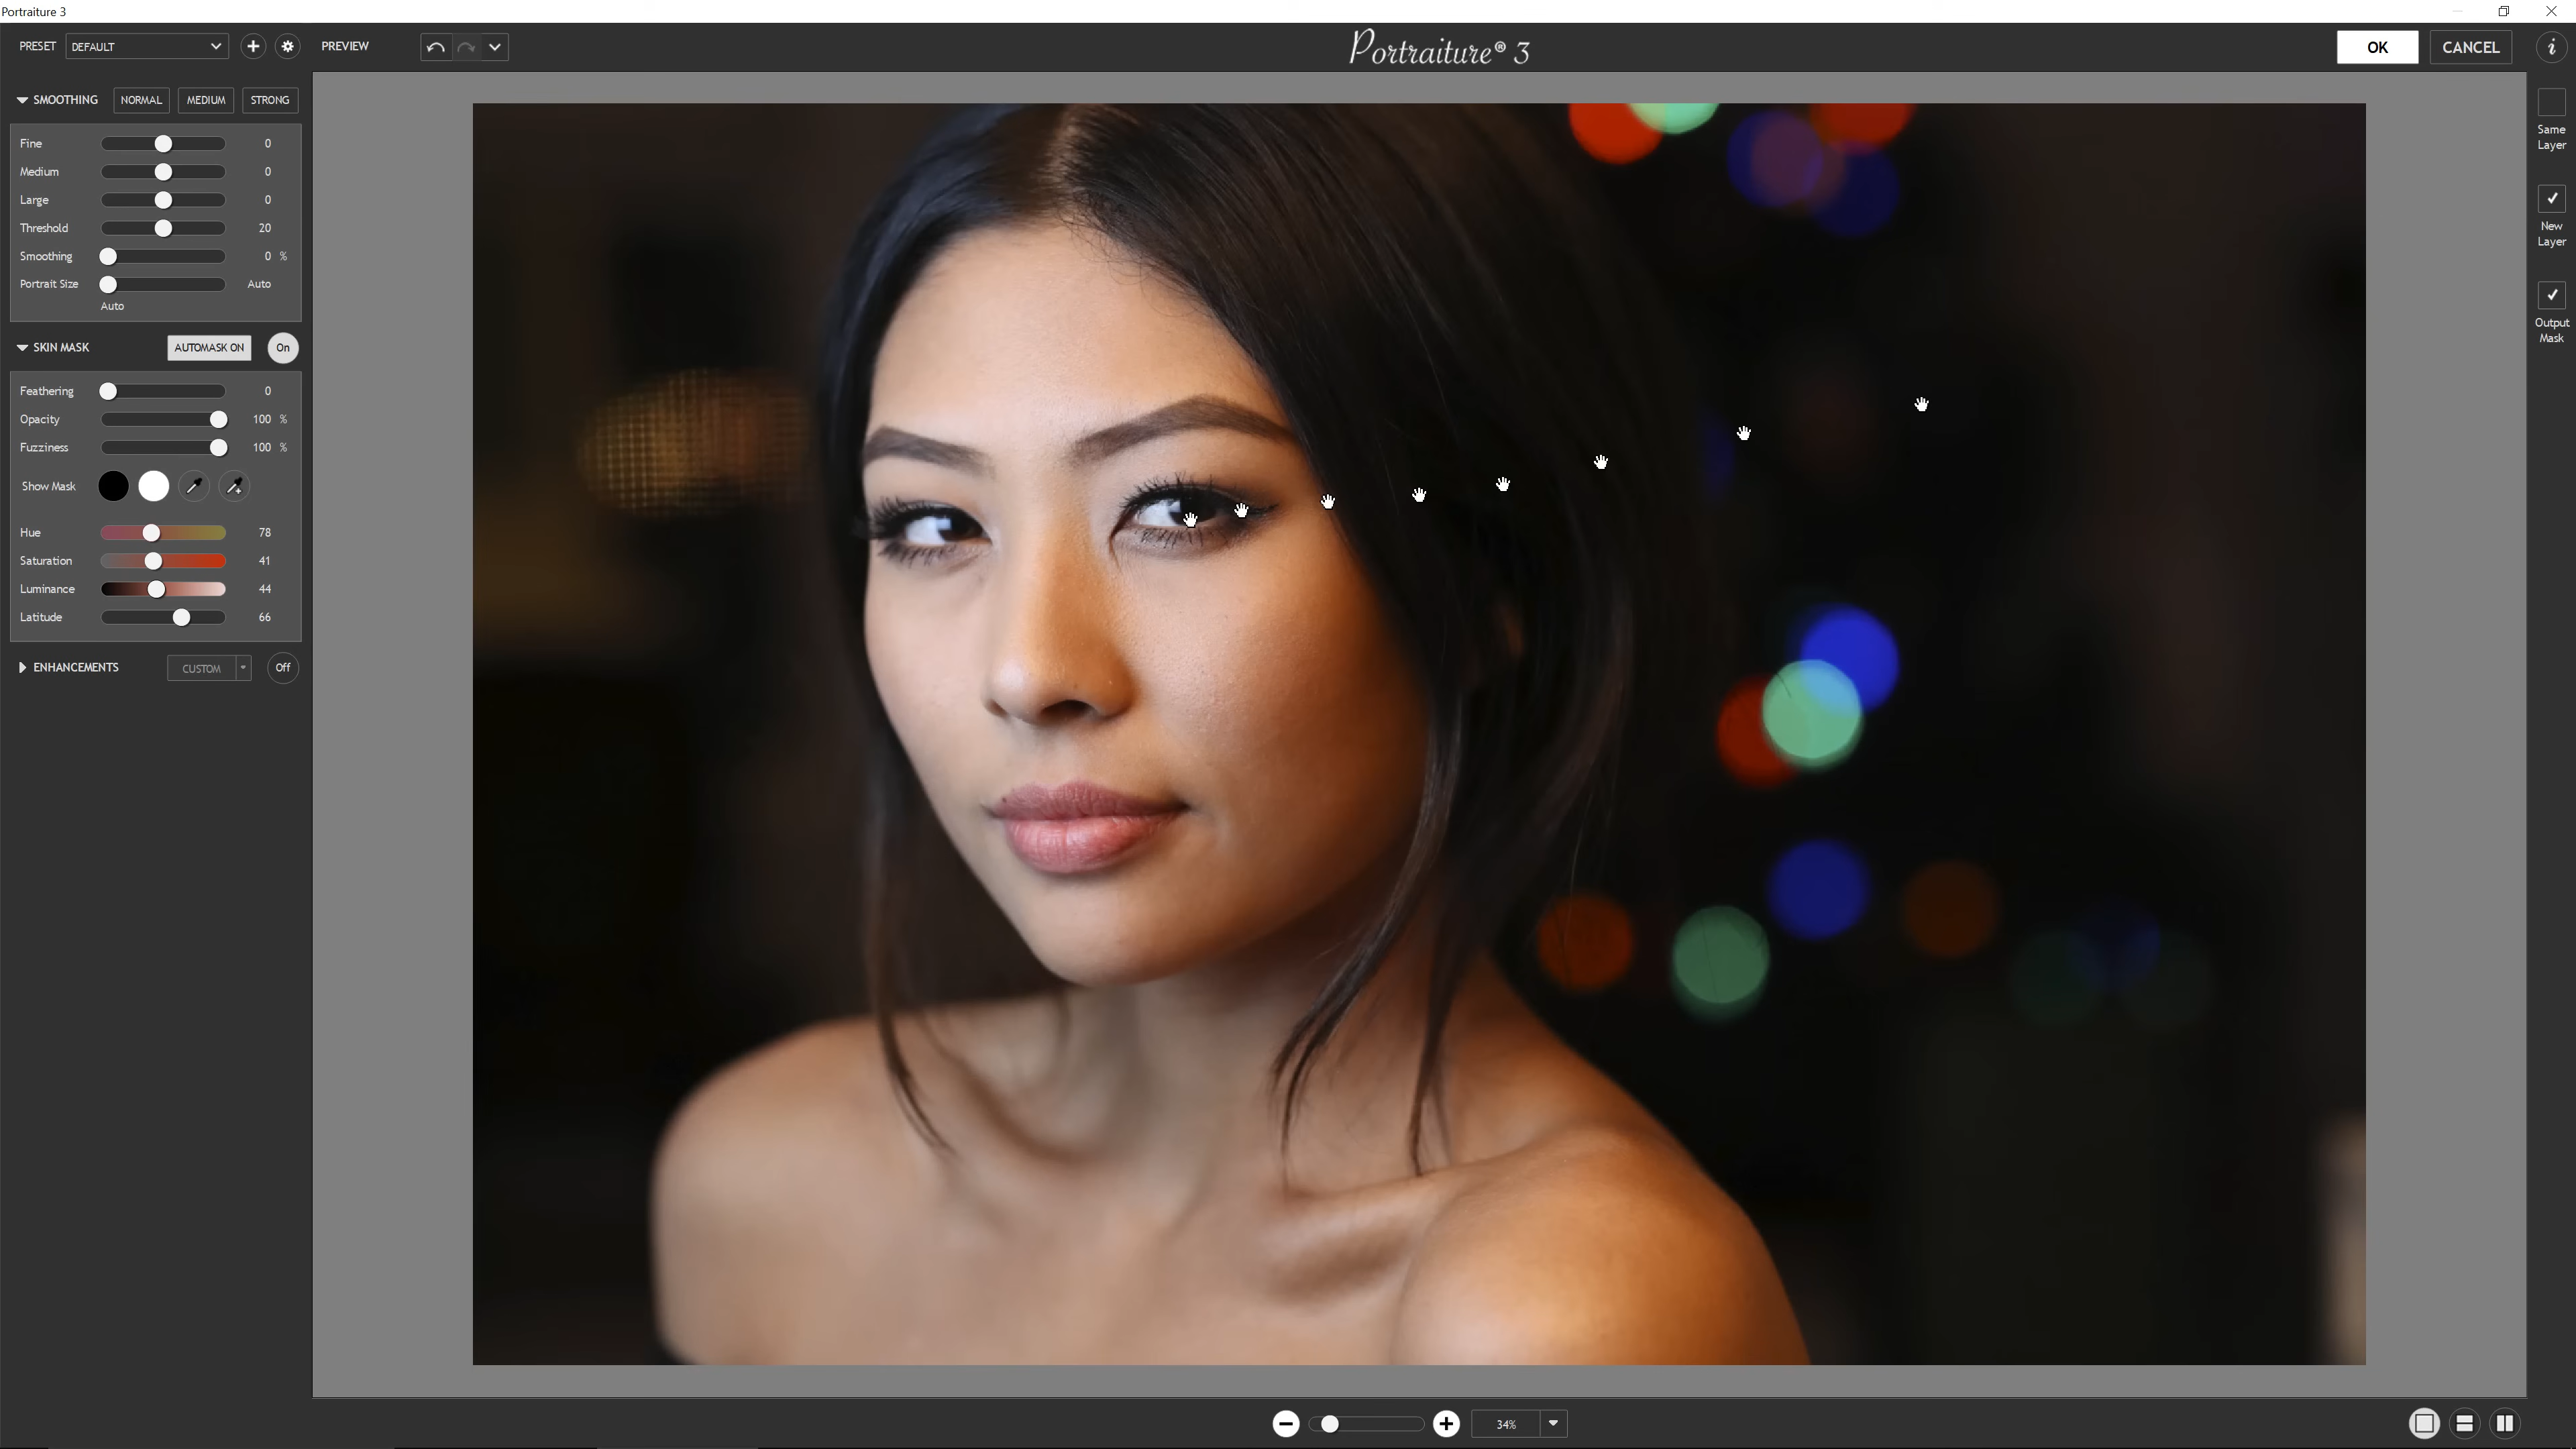 Portraiture 3
PRESET DEFAULT PREVIEW Portraiture® 3 OK CANCEL i
SMOOTHING NORMAL MEDIUM STRONG
Fine 0
Medium 0
Large 0
Threshold 20
Smoothing 0 %
Portrait Size Auto
Auto
SKIN MASK AUTOMASK ON On
Feathering 0
Opacity 100 %
Fuzziness 100 %
Show Mask
Hue 78
Saturation 41
Luminance 44
Latitude 66
ENHANCEMENTS CUSTOM Off
Same
Layer
New
Layer
Output
Mask
34%